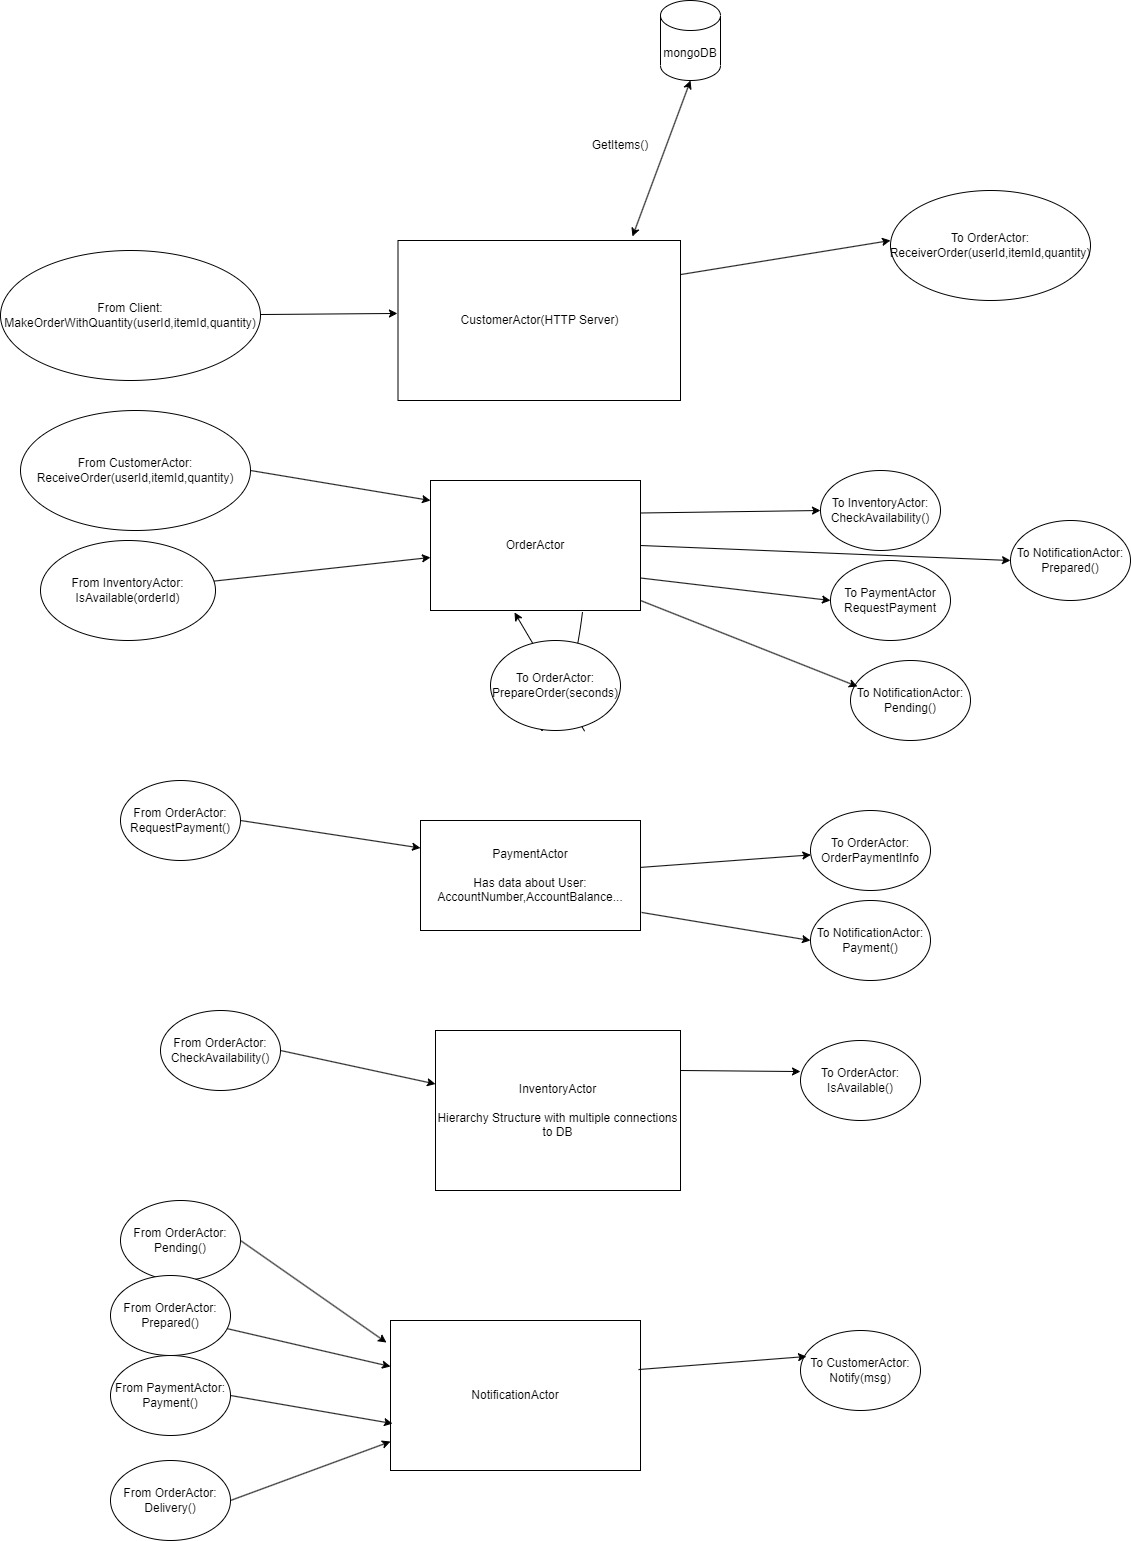 mongoDB
GetItems()
To OrderActor:
ReceiverOrder(userId,itemId,quantity)
From Client:
MakeOrderWithQuantity(userId,itemId,quantity)
CustomerActor(HTTP Server)
From CustomerActor:
ReceiveOrder(userId,itemId,quantity)
To InventoryActor:
CheckAvailability()
OrderActor
To NotificationActor:
Prepared()
From InventoryActor:
IsAvailable(orderId)
To PaymentActor
RequestPayment
To OrderActor:
PrepareOrder(seconds)
To NotificationActor:
Pending()
From OrderActor:
RequestPayment()
PaymentActor
Has data about User:
AccountNumber,AccountBalance...
To OrderActor:
OrderPaymentInfo
To NotificationActor:
Payment()
From OrderActor:
CheckAvailability()
InventoryActor
Hierarchy Structure with multiple connections
to DB
To OrderActor:
IsAvailable()
From OrderActor:
Pending()
From OrderActor:
Prepared()
From PaymentActor:
Payment()
NotificationActor
To CustomerActor:
Notify(msg)
From OrderActor:
Delivery()